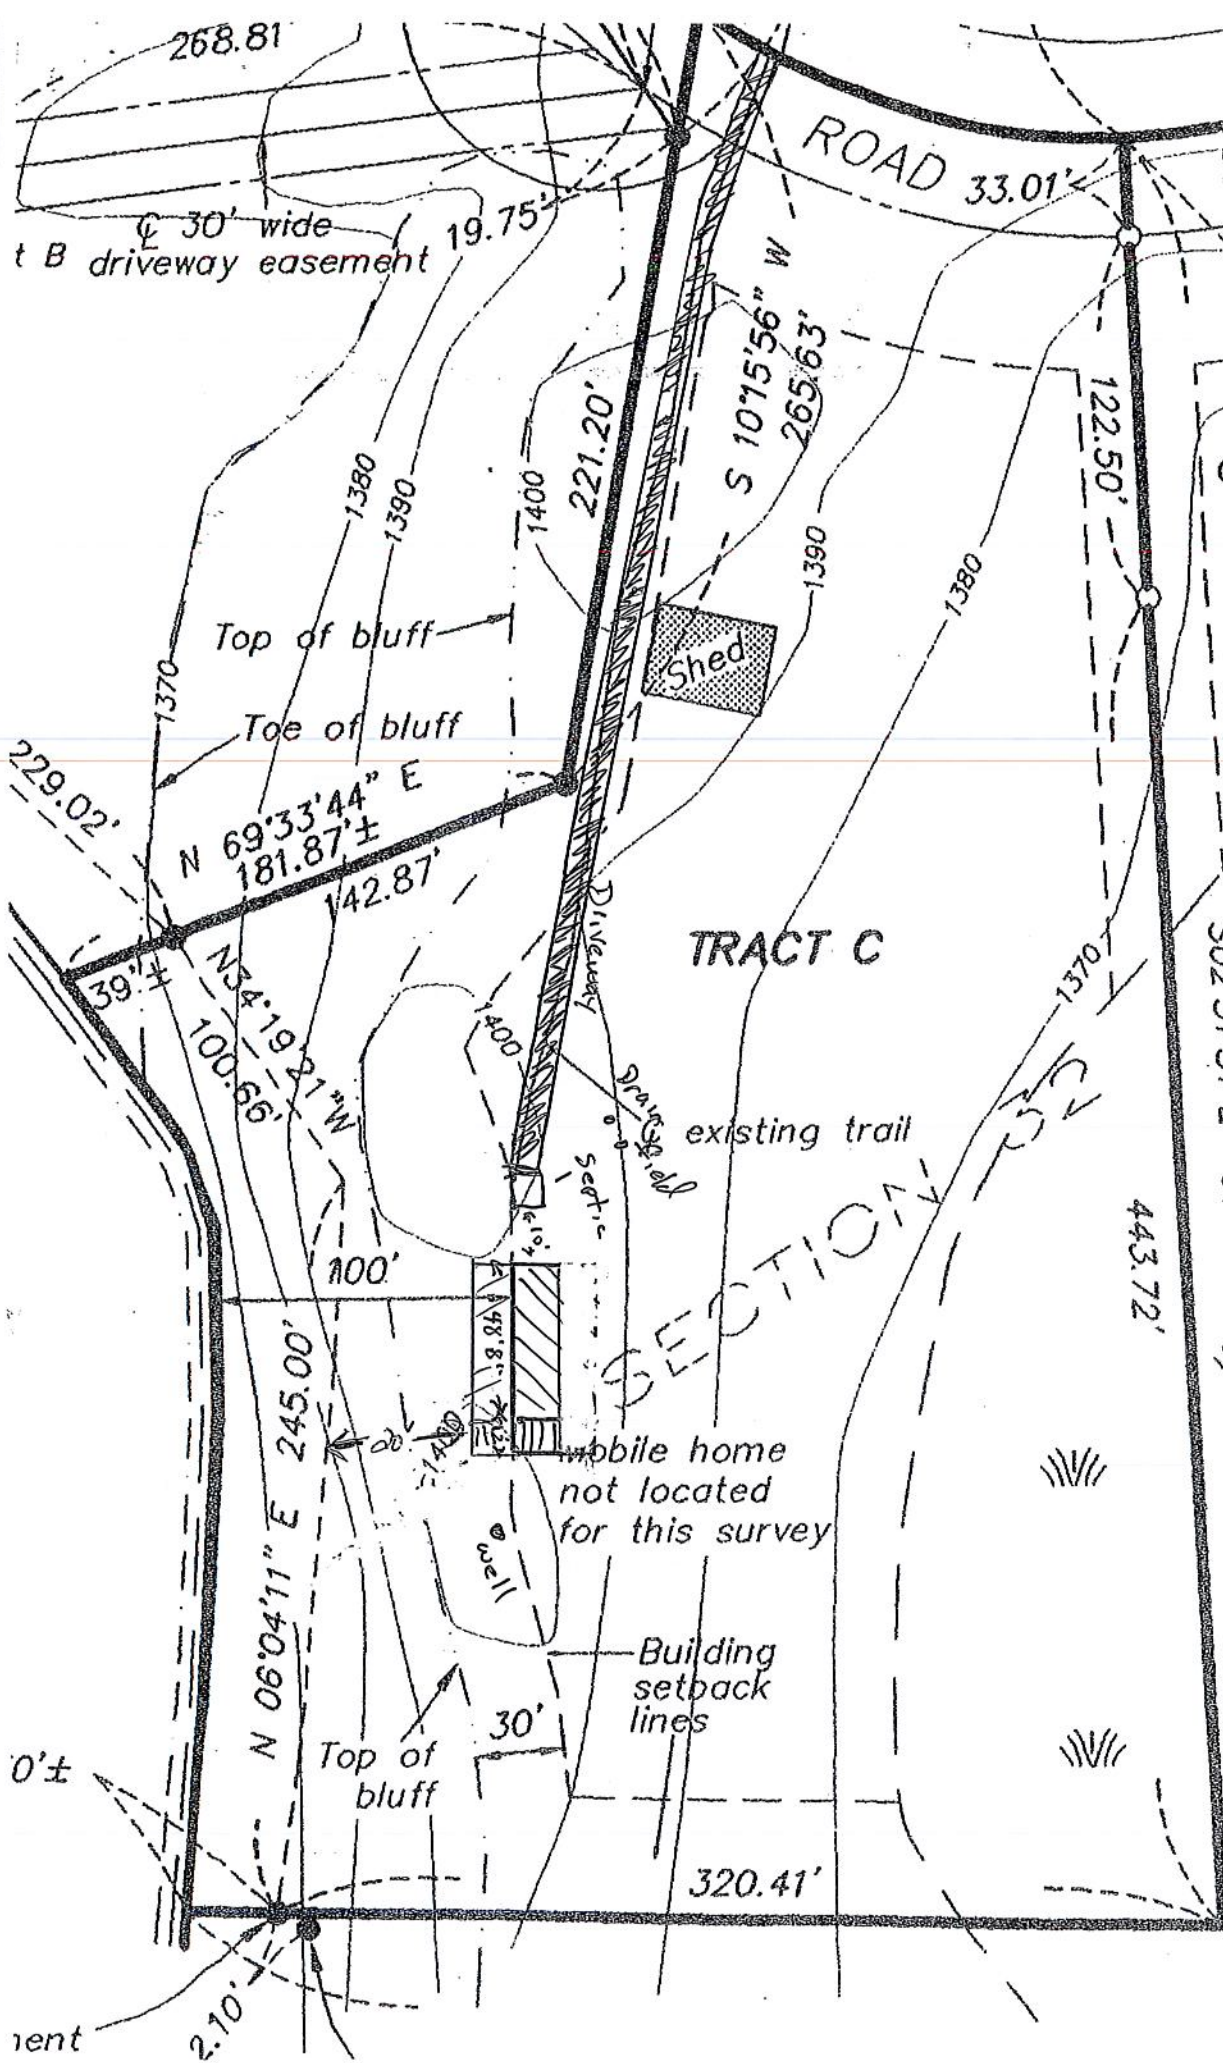 268.81
ROAD
33.01'
19.75'
℄ 30' wide
t B driveway easement
S 10°15'56" W
265.63'
122.50'
221.20'
1380
1390
1400
1390
1380
Top of bluff
Shed
1370
Toe of bluff
229.02'
N 69°33'44" E
181.87'±
142.87'
Driveway
TRACT C
39'±
N34°19'21"W
100.66'
1400
1370
existing trail
Septic
SECTION 32
443.72'
100'
48'8"
N 06°04'11" E 245.00'
Mobile home
not located
for this survey
well
Building
setback
lines
30'
Top of
bluff
0'±
320.41'
2.10'
nent